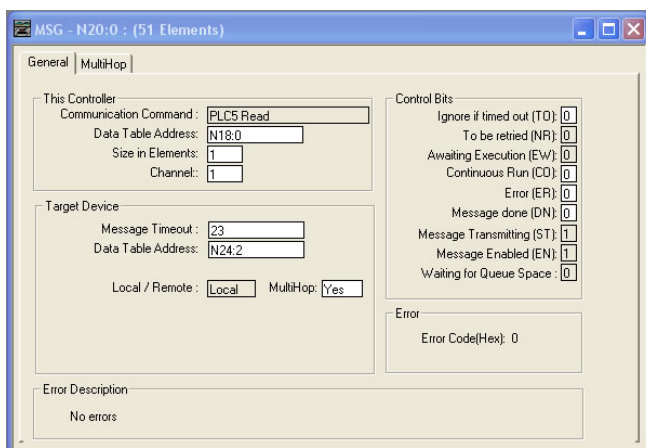 MSG - N20:0 : (51 Elements)
General MultiHop
This Controller
Communication Command : PLC5 Read
Data Table Address: N18:0
Size in Elements: 1
Channel:: 1
Target Device
Message Timeout : 23
Data Table Address: N24:2
Local / Remote : Local MultiHop: Yes
Control Bits
Ignore if timed out (TO): 0
To be retried (NR): 0
Awaiting Execution (EW): 0
Continuous Run (CO): 0
Error (ER): 0
Message done (DN): 0
Message Transmitting (ST): 1
Message Enabled (EN): 1
Waiting for Queue Space : 0
Error
Error Code(Hex): 0
Error Description
No errors